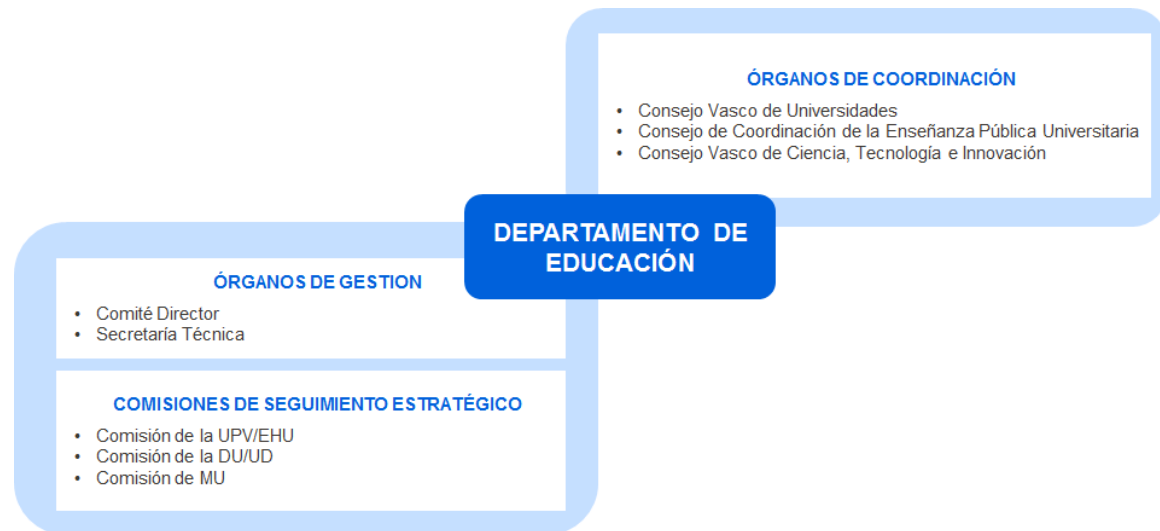 ÓRGANOS DE COORDINACIÓN
• Consejo Vasco de Universidades
• Consejo de Coordinación de la Enseñanza Pública Universitaria
• Consejo Vasco de Ciencia, Tecnología e Innovación
DEPARTAMENTO DE
EDUCACIÓN
ÓRGANOS DE GESTION
• Comité Director
• Secretaría Técnica
COMISIONES DE SEGUIMIENTO ESTRATÉGICO
• Comisión de la UPV/EHU
• Comisión de la DU/UD
• Comisión de MU